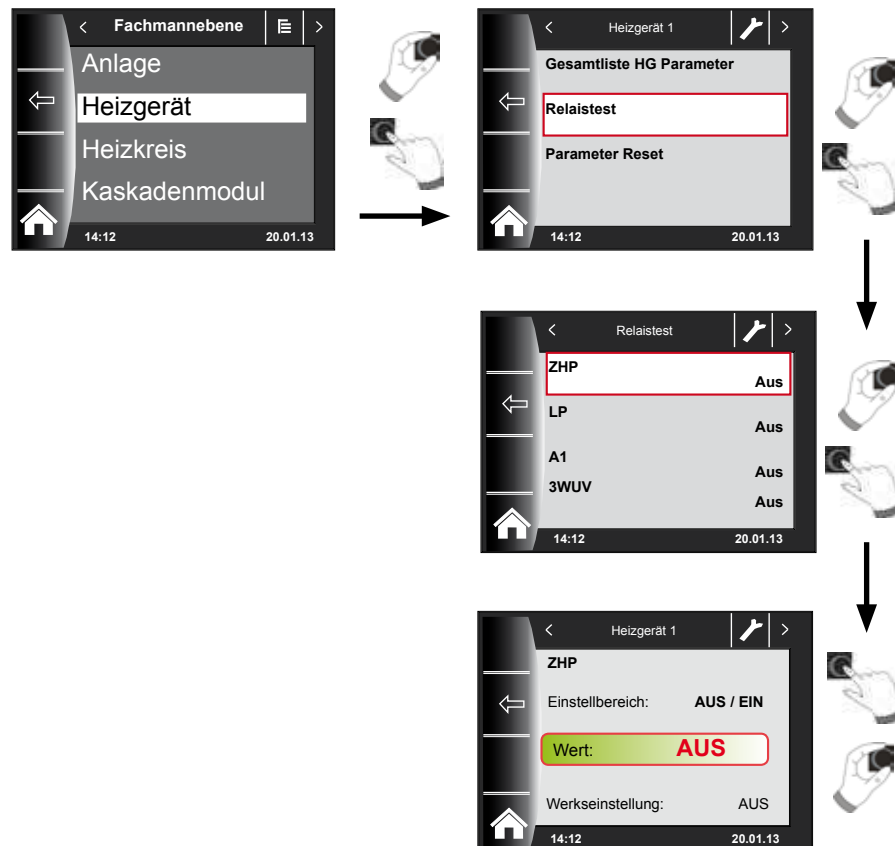 Fachmannebene
Anlage
Heizgerät
Heizkreis
Kaskadenmodul
14:12 20.01.13
Heizgerät 1
Gesamtliste HG Parameter
Relaistest
Parameter Reset
14:12 20.01.13
Relaistest
ZHP
Aus
LP
Aus
A1
Aus
3WUV
Aus
14:12 20.01.13
Heizgerät 1
ZHP
Einstellbereich: AUS / EIN
Wert: AUS
Werkseinstellung: AUS
14:12 20.01.13